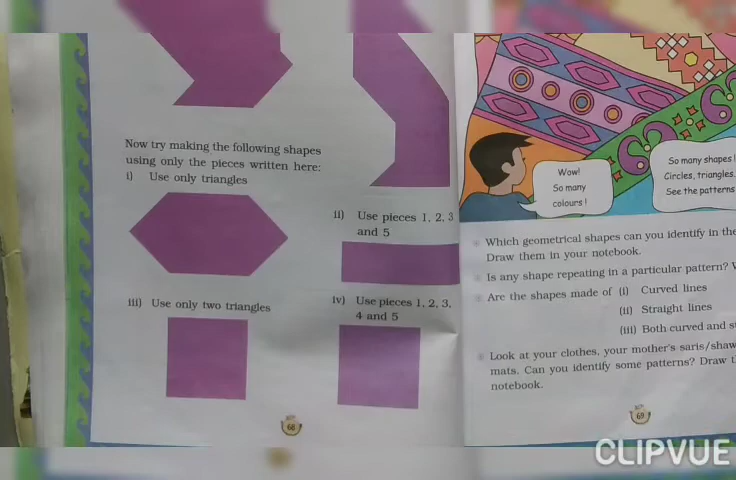 Now try making the following shapes
using only the pieces written here:
i) Use only triangles
ii) Use pieces 1, 2, 3
and 5
iii) Use only two triangles
iv) Use pieces 1, 2, 3,
4 and 5
68
Wow!
So many
colours !
So many shapes !
Circles, triangles.
See the patterns
Which geometrical shapes can you identify in the
Draw them in your notebook.
Is any shape repeating in a particular pattern?
Are the shapes made of (i) Curved lines
(ii) Straight lines
(iii) Both curved and
Look at your clothes, your mother's saris/
mats. Can you identify some patterns? Draw
notebook.
69
CLIPVUE